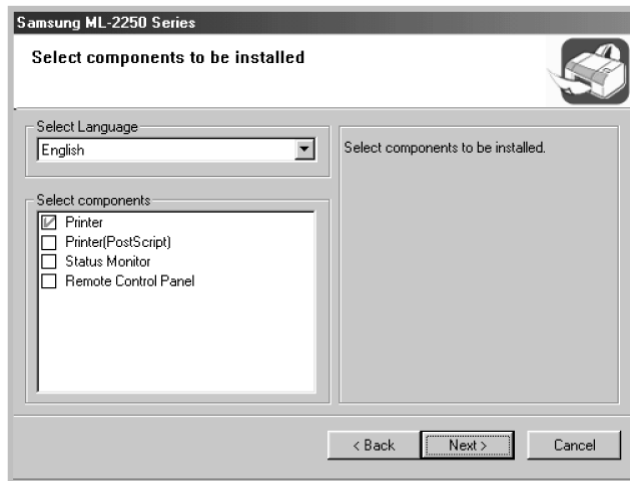 Samsung ML-2250 Series
Select components to be installed
Select Language
English
Select components to be installed.
Select components
Printer
Printer(PostScript)
Status Monitor
Remote Control Panel
< Back
Next >
Cancel